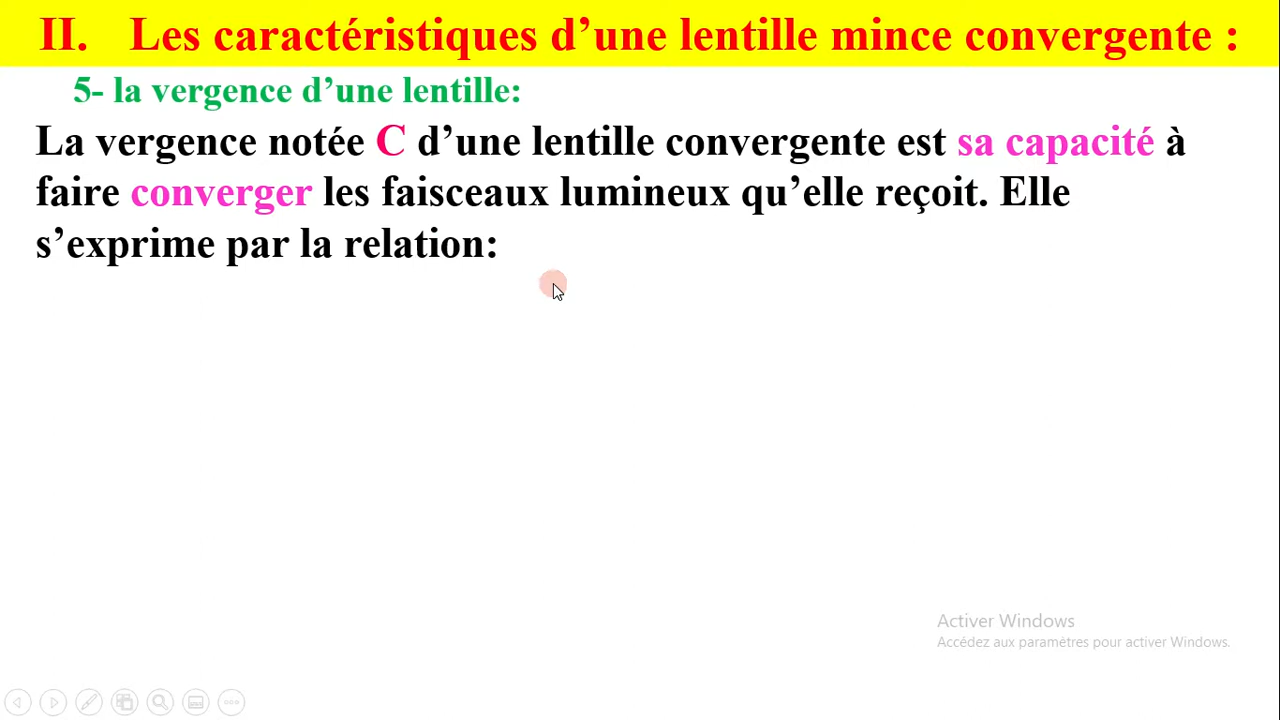 II. Les caractéristiques d’une lentille mince convergente :
5- la vergence d’une lentille:
La vergence notée C d’une lentille convergente est sa capacité à
faire converger les faisceaux lumineux qu’elle reçoit. Elle
s’exprime par la relation:
Activer Windows
Accédez aux paramètres pour activer Windows.